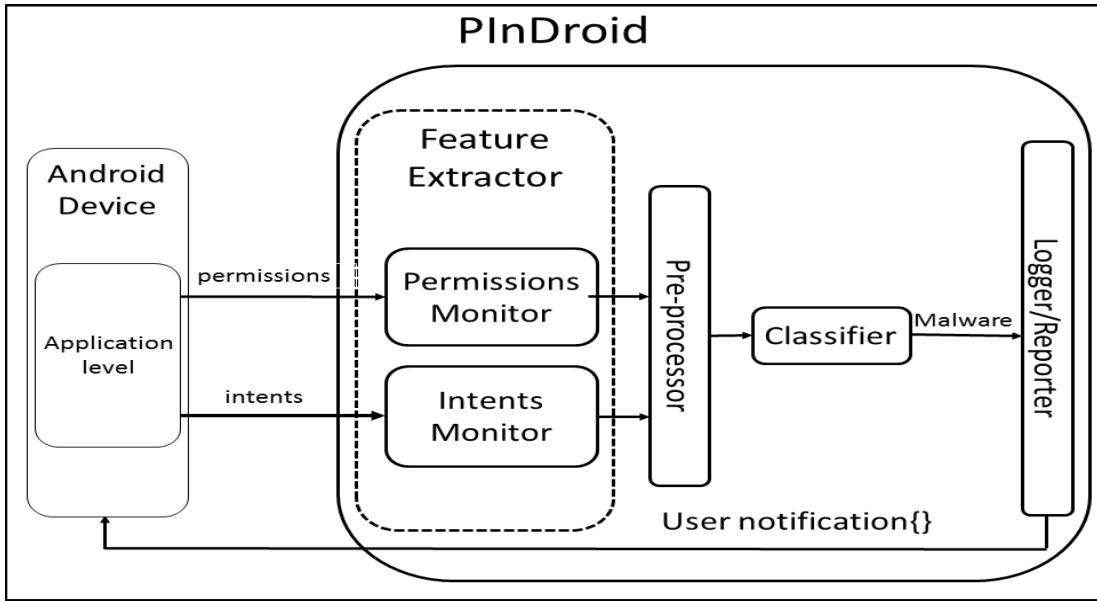 PInDroid
Android
Device
Application
level
permissions
intents
Feature
Extractor
Permissions
Monitor
Intents
Monitor
Pre-processor
Classifier
Malware
Logger/Reporter
User notification{}